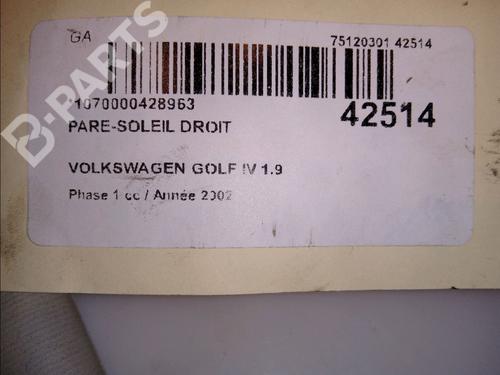 GA
75120301 42514
*1070000428963
42514
PARE-SOLEIL DROIT
VOLKSWAGEN GOLF IV 1.9
Phase 1 cc / Année 2002
B-PARTS